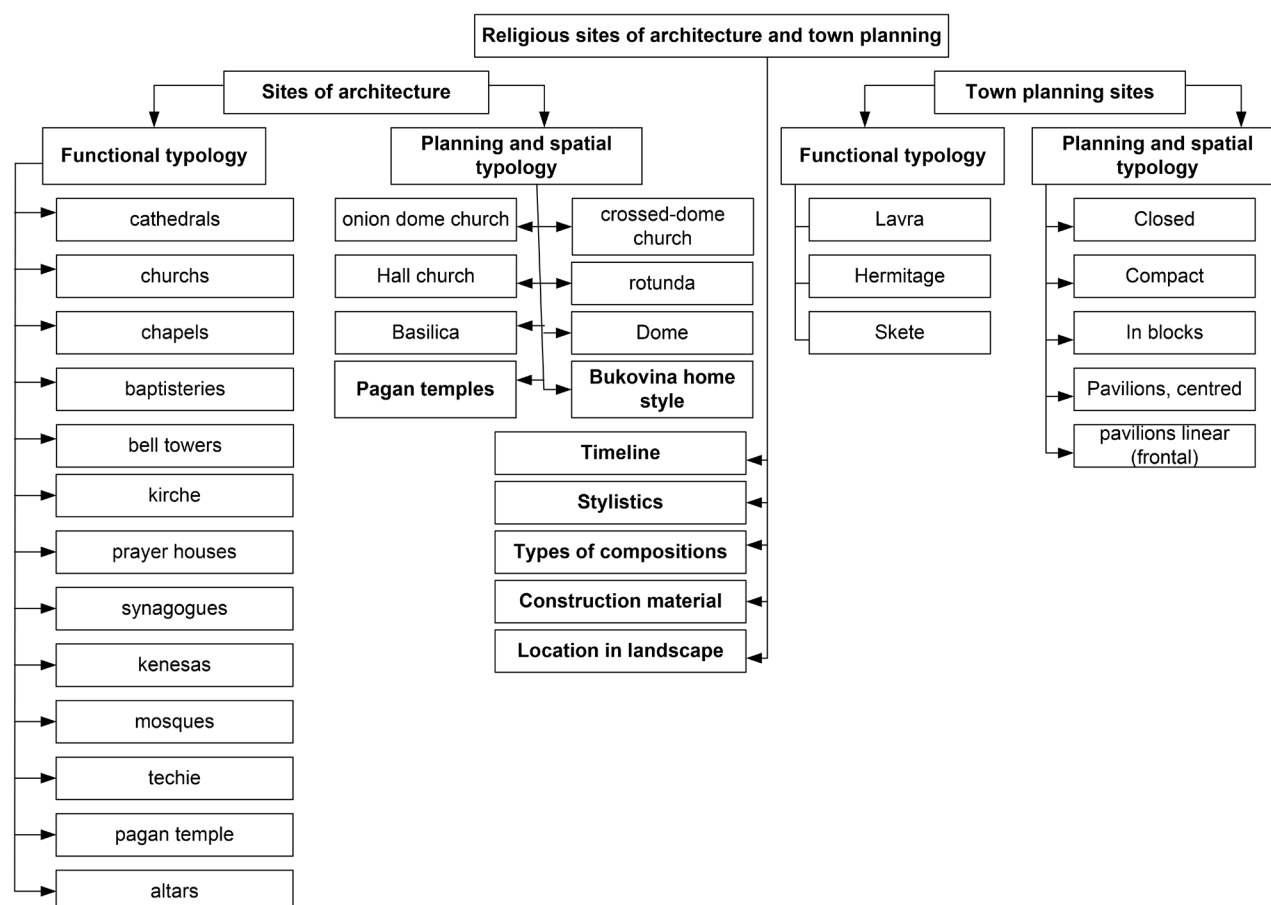 Religious sites of architecture and town planning
Sites of architecture
Functional typology
cathedrals
churchs
chapels
baptisteries
bell towers
kirche
prayer houses
synagogues
kenesas
mosques
techie
pagan temple
altars
Planning and spatial
typology
onion dome church
crossed-dome
church
Hall church
rotunda
Basilica
Dome
Pagan temples
Bukovina home
style
Timeline
Stylistics
Types of compositions
Construction material
Location in landscape
Town planning sites
Functional typology
Lavra
Hermitage
Skete
Planning and spatial
typology
Closed
Compact
In blocks
Pavilions, centred
pavilions linear
(frontal)